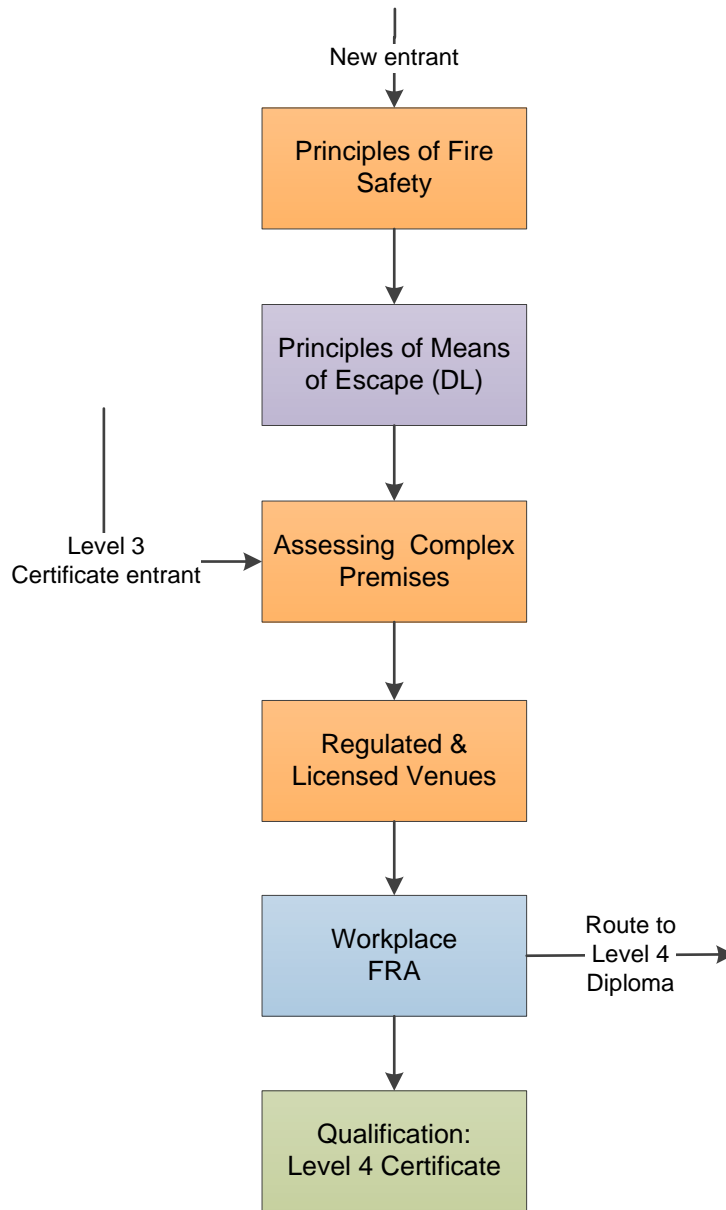 New entrant
Principles of Fire
Safety
Principles of Means
of Escape (DL)
Level 3
Certificate entrant
Assessing Complex
Premises
Regulated &
Licensed Venues
Workplace
FRA
Route to
Level 4
Diploma
Qualification:
Level 4 Certificate